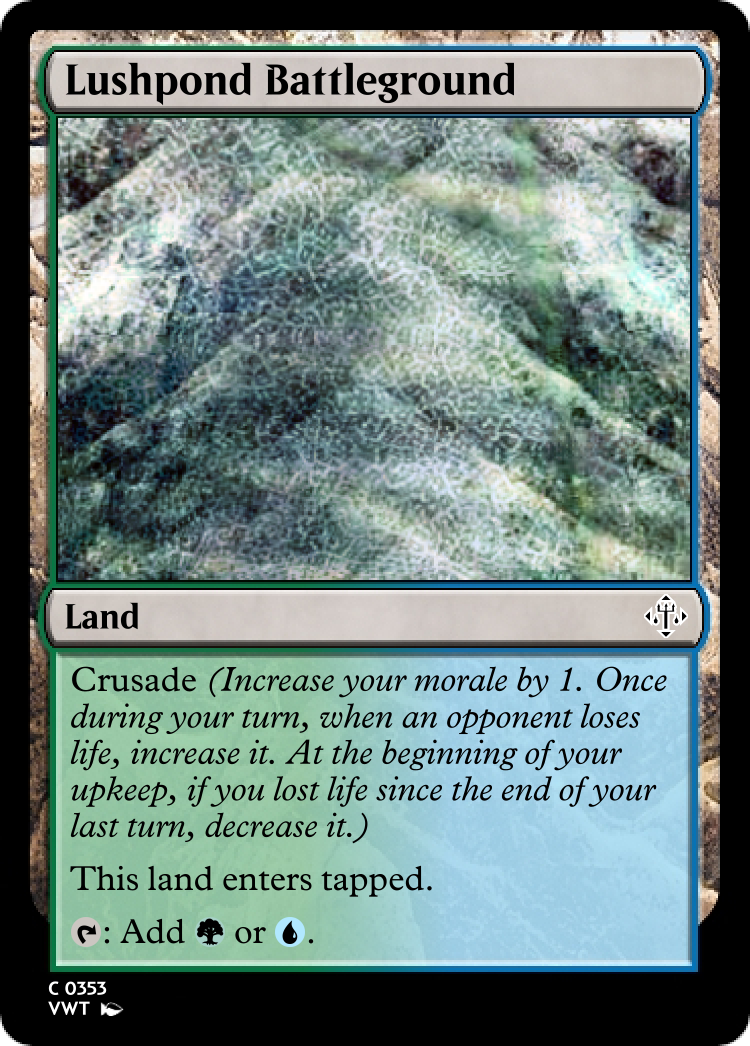 Lushpond Battleground
Land
Crusade (Increase your morale by 1. Once
during your turn, when an opponent loses
life, increase it. At the beginning of your
upkeep, if you lost life since the end of your
last turn, decrease it.)
This land enters tapped.
: Add or .
C 0353
VWT